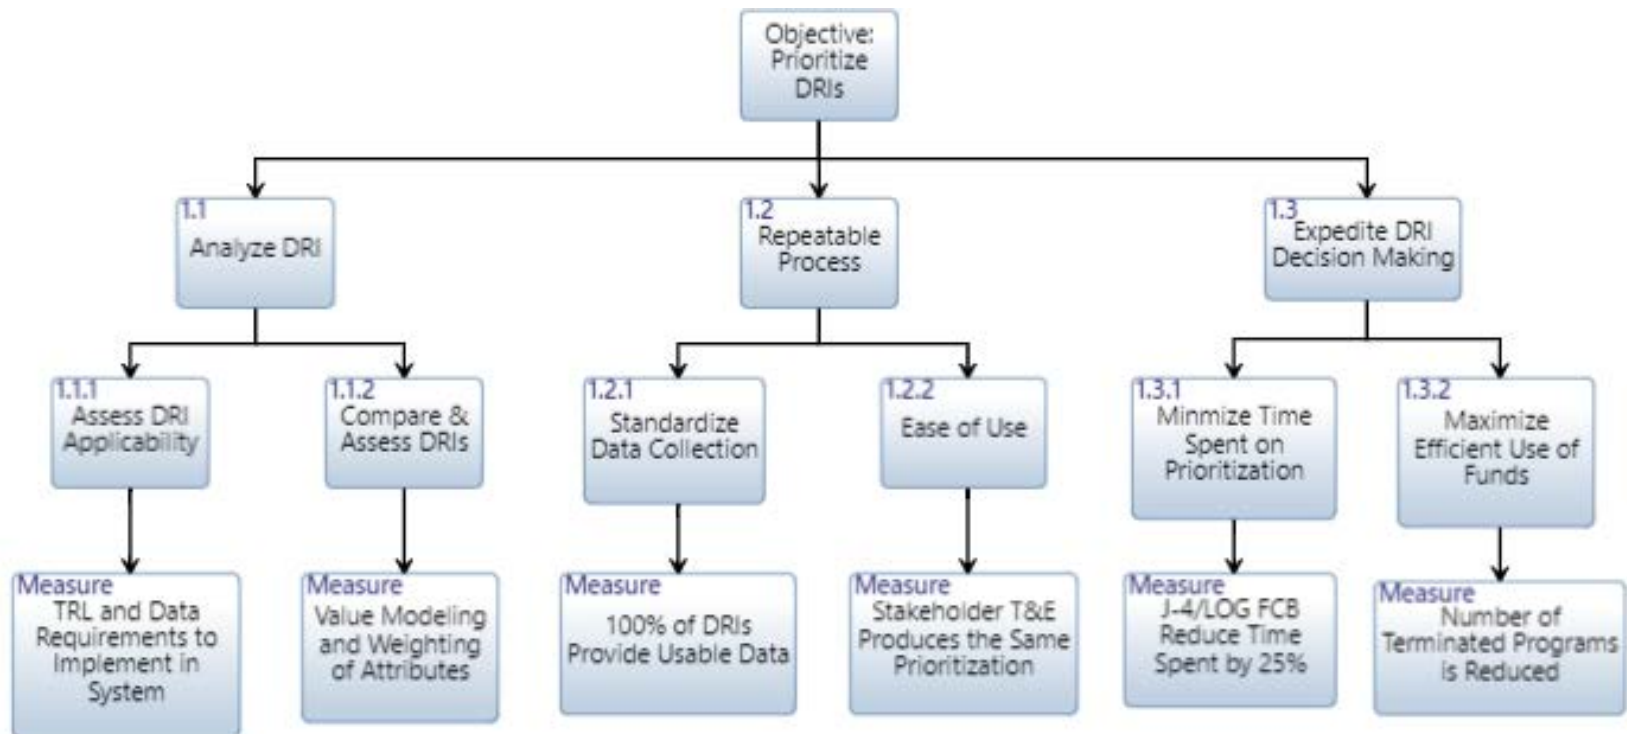 Objective:
Prioritize
DRIs
1.1
Analyze DRI
1.2
Repeatable
Process
1.3
Expedite DRI
Decision Making
1.1.1
Assess DRI
Applicability
1.1.2
Compare &
Assess DRIs
1.2.1
Standardize
Data Collection
1.2.2
Ease of Use
1.3.1
Minmize Time
Spent on
Prioritization
1.3.2
Maximize
Efficient Use of
Funds
Measure
TRL and Data
Requirements to
Implement in
System
Measure
Value Modeling
and Weighting
of Attributes
Measure
100% of DRIs
Provide Usable Data
Measure
Stakeholder T&E
Produces the Same
Prioritization
Measure
J-4/LOG FCB
Reduce Time
Spent by 25%
Measure
Number of
Terminated Programs
is Reduced